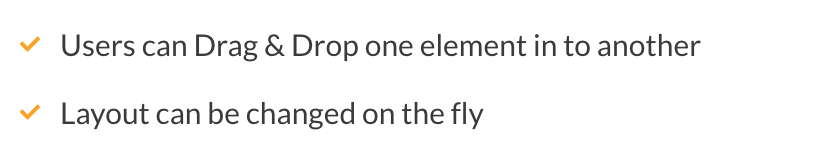 Users can Drag & Drop one element in to another
Layout can be changed on the fly